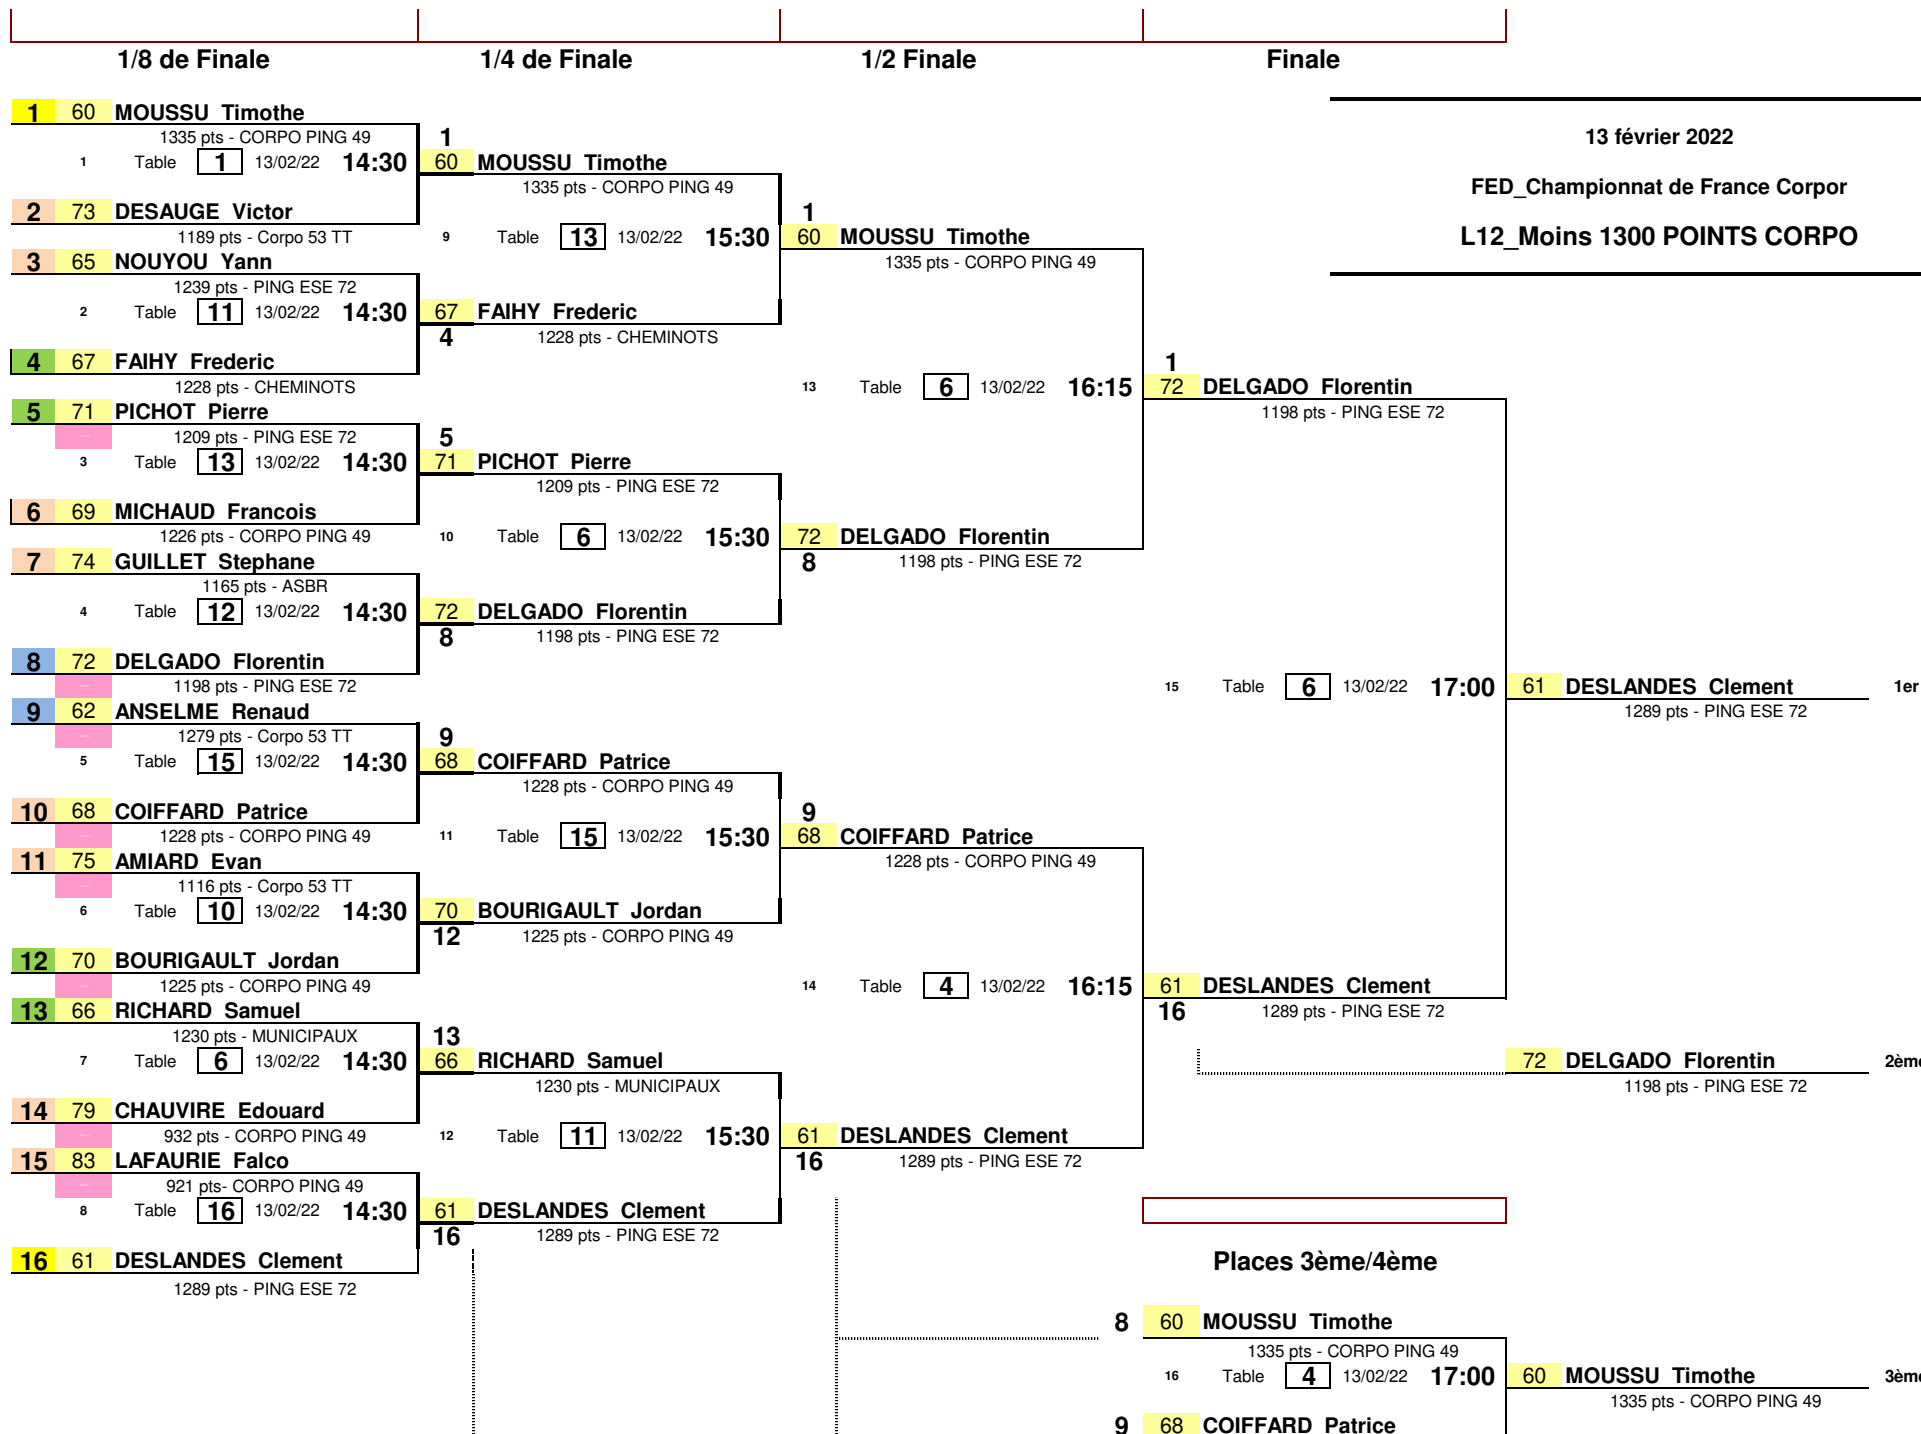 1/8 de Finale 1/4 de Finale 1/2 Finale Finale
1 60 MOUSSU Timothe
1335 pts - CORPO PING 49
1 Table 1 13/02/22 14:30
2 73 DESAUGE Victor
1189 pts - Corpo 53 TT
3 65 NOUYOU Yann
1239 pts - PING ESE 72
2 Table 11 13/02/22 14:30
4 67 FAIHY Frederic
1228 pts - CHEMINOTS
5 71 PICHOT Pierre
1209 pts - PING ESE 72
3 Table 13 13/02/22 14:30
6 69 MICHAUD Francois
1226 pts - CORPO PING 49
7 74 GUILLET Stephane
1165 pts - ASBR
4 Table 12 13/02/22 14:30
8 72 DELGADO Florentin
1198 pts - PING ESE 72
9 62 ANSELME Renaud
1279 pts - Corpo 53 TT
5 Table 15 13/02/22 14:30
10 68 COIFFARD Patrice
1228 pts - CORPO PING 49
11 75 AMIARD Evan
1116 pts - Corpo 53 TT
6 Table 10 13/02/22 14:30
12 70 BOURIGAULT Jordan
1225 pts - CORPO PING 49
13 66 RICHARD Samuel
1230 pts - MUNICIPAUX
7 Table 6 13/02/22 14:30
14 79 CHAUVIRE Edouard
932 pts - CORPO PING 49
15 83 LAFAURIE Falco
921 pts- CORPO PING 49
8 Table 16 13/02/22 14:30
16 61 DESLANDES Clement
1289 pts - PING ESE 72
1
60 MOUSSU Timothe
1335 pts - CORPO PING 49
9 Table 13 13/02/22 15:30
67 FAIHY Frederic
4 1228 pts - CHEMINOTS
5
71 PICHOT Pierre
1209 pts - PING ESE 72
10 Table 6 13/02/22 15:30
72 DELGADO Florentin
8 1198 pts - PING ESE 72
9
68 COIFFARD Patrice
1228 pts - CORPO PING 49
11 Table 15 13/02/22 15:30
70 BOURIGAULT Jordan
12 1225 pts - CORPO PING 49
13
66 RICHARD Samuel
1230 pts - MUNICIPAUX
12 Table 11 13/02/22 15:30
61 DESLANDES Clement
16 1289 pts - PING ESE 72
1
60 MOUSSU Timothe
1335 pts - CORPO PING 49
13 Table 6 13/02/22 16:15
72 DELGADO Florentin
8 1198 pts - PING ESE 72
9
68 COIFFARD Patrice
1228 pts - CORPO PING 49
14 Table 4 13/02/22 16:15
61 DESLANDES Clement
16 1289 pts - PING ESE 72
13 février 2022
FED_Championnat de France Corpor
L12_Moins 1300 POINTS CORPO
1
72 DELGADO Florentin
1198 pts - PING ESE 72
15 Table 6 13/02/22 17:00
61 DESLANDES Clement
16 1289 pts - PING ESE 72
61 DESLANDES Clement 1er
1289 pts - PING ESE 72
72 DELGADO Florentin 2ème
1198 pts - PING ESE 72
Places 3ème/4ème
8 60 MOUSSU Timothe
1335 pts - CORPO PING 49
16 Table 4 13/02/22 17:00
60 MOUSSU Timothe 3ème
1335 pts - CORPO PING 49
9 68 COIFFARD Patrice